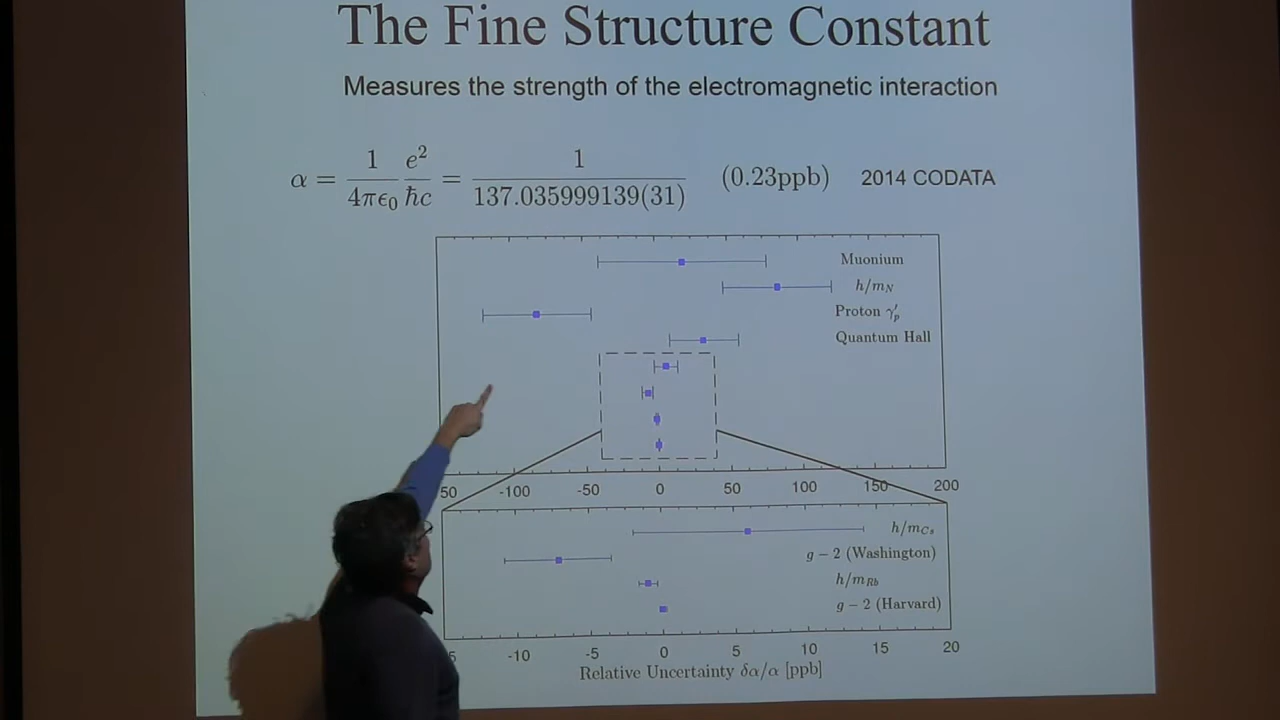 The Fine Structure Constant
Measures the strength of the electromagnetic interaction
α = 1/4πϵ₀ e²/ħc = 1/137.035999139(31) (0.23ppb) 2014 CODATA
Muonium
h/m_N
Proton γ′_p
Quantum Hall
50 -100 -50 0 50 100 150 200
h/m_Cs
g − 2 (Washington)
h/m_Rb
g − 2 (Harvard)
5 -10 -5 0 5 10 15 20
Relative Uncertainty δα/α [ppb]